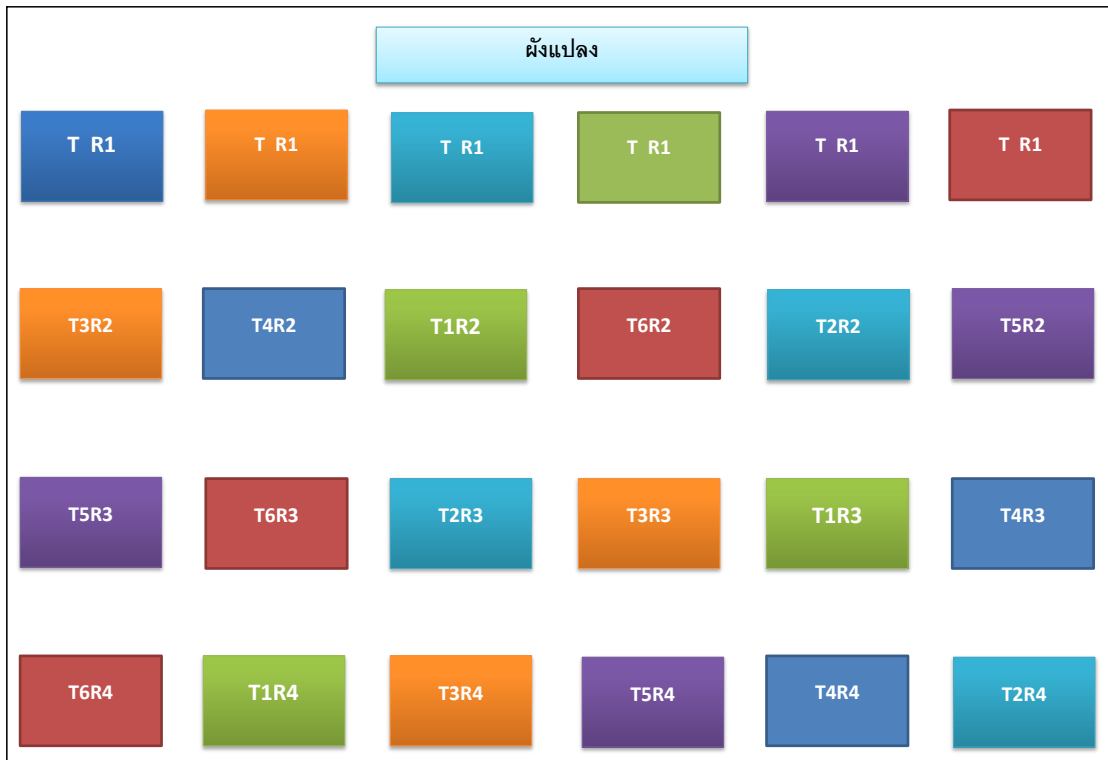 ผังแปลง
T  R1 T  R1 T  R1 T  R1 T  R1 T  R1
T3R2 T4R2 T1R2 T6R2 T2R2 T5R2
T5R3 T6R3 T2R3 T3R3 T1R3 T4R3
T6R4 T1R4 T3R4 T5R4 T4R4 T2R4